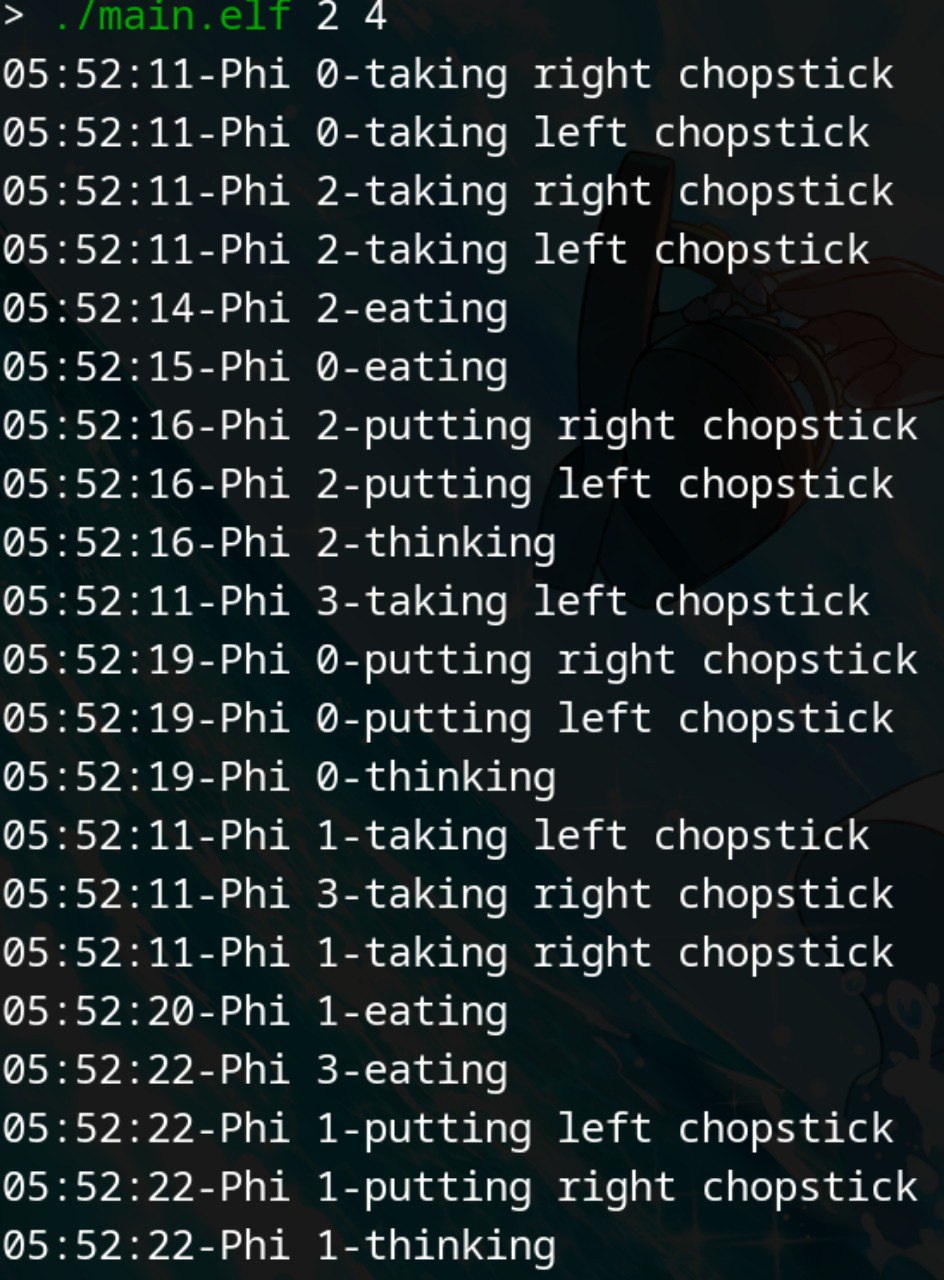 > ./main.elf 2 4
05:52:11-Phi 0-taking right chopstick
05:52:11-Phi 0-taking left chopstick
05:52:11-Phi 2-taking right chopstick
05:52:11-Phi 2-taking left chopstick
05:52:14-Phi 2-eating
05:52:15-Phi 0-eating
05:52:16-Phi 2-putting right chopstick
05:52:16-Phi 2-putting left chopstick
05:52:16-Phi 2-thinking
05:52:11-Phi 3-taking left chopstick
05:52:19-Phi 0-putting right chopstick
05:52:19-Phi 0-putting left chopstick
05:52:19-Phi 0-thinking
05:52:11-Phi 1-taking left chopstick
05:52:11-Phi 3-taking right chopstick
05:52:11-Phi 1-taking right chopstick
05:52:20-Phi 1-eating
05:52:22-Phi 3-eating
05:52:22-Phi 1-putting left chopstick
05:52:22-Phi 1-putting right chopstick
05:52:22-Phi 1-thinking